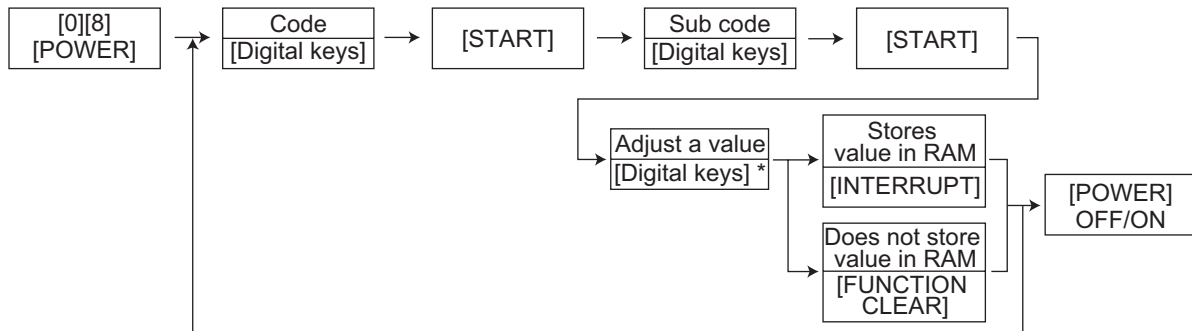 [0][8]
[POWER]
Code
[Digital keys]
[START]
Sub code
[Digital keys]
[START]
Adjust a value
[Digital keys] *
Stores
value in RAM
[INTERRUPT]
Does not store
value in RAM
[FUNCTION
CLEAR]
[POWER]
OFF/ON